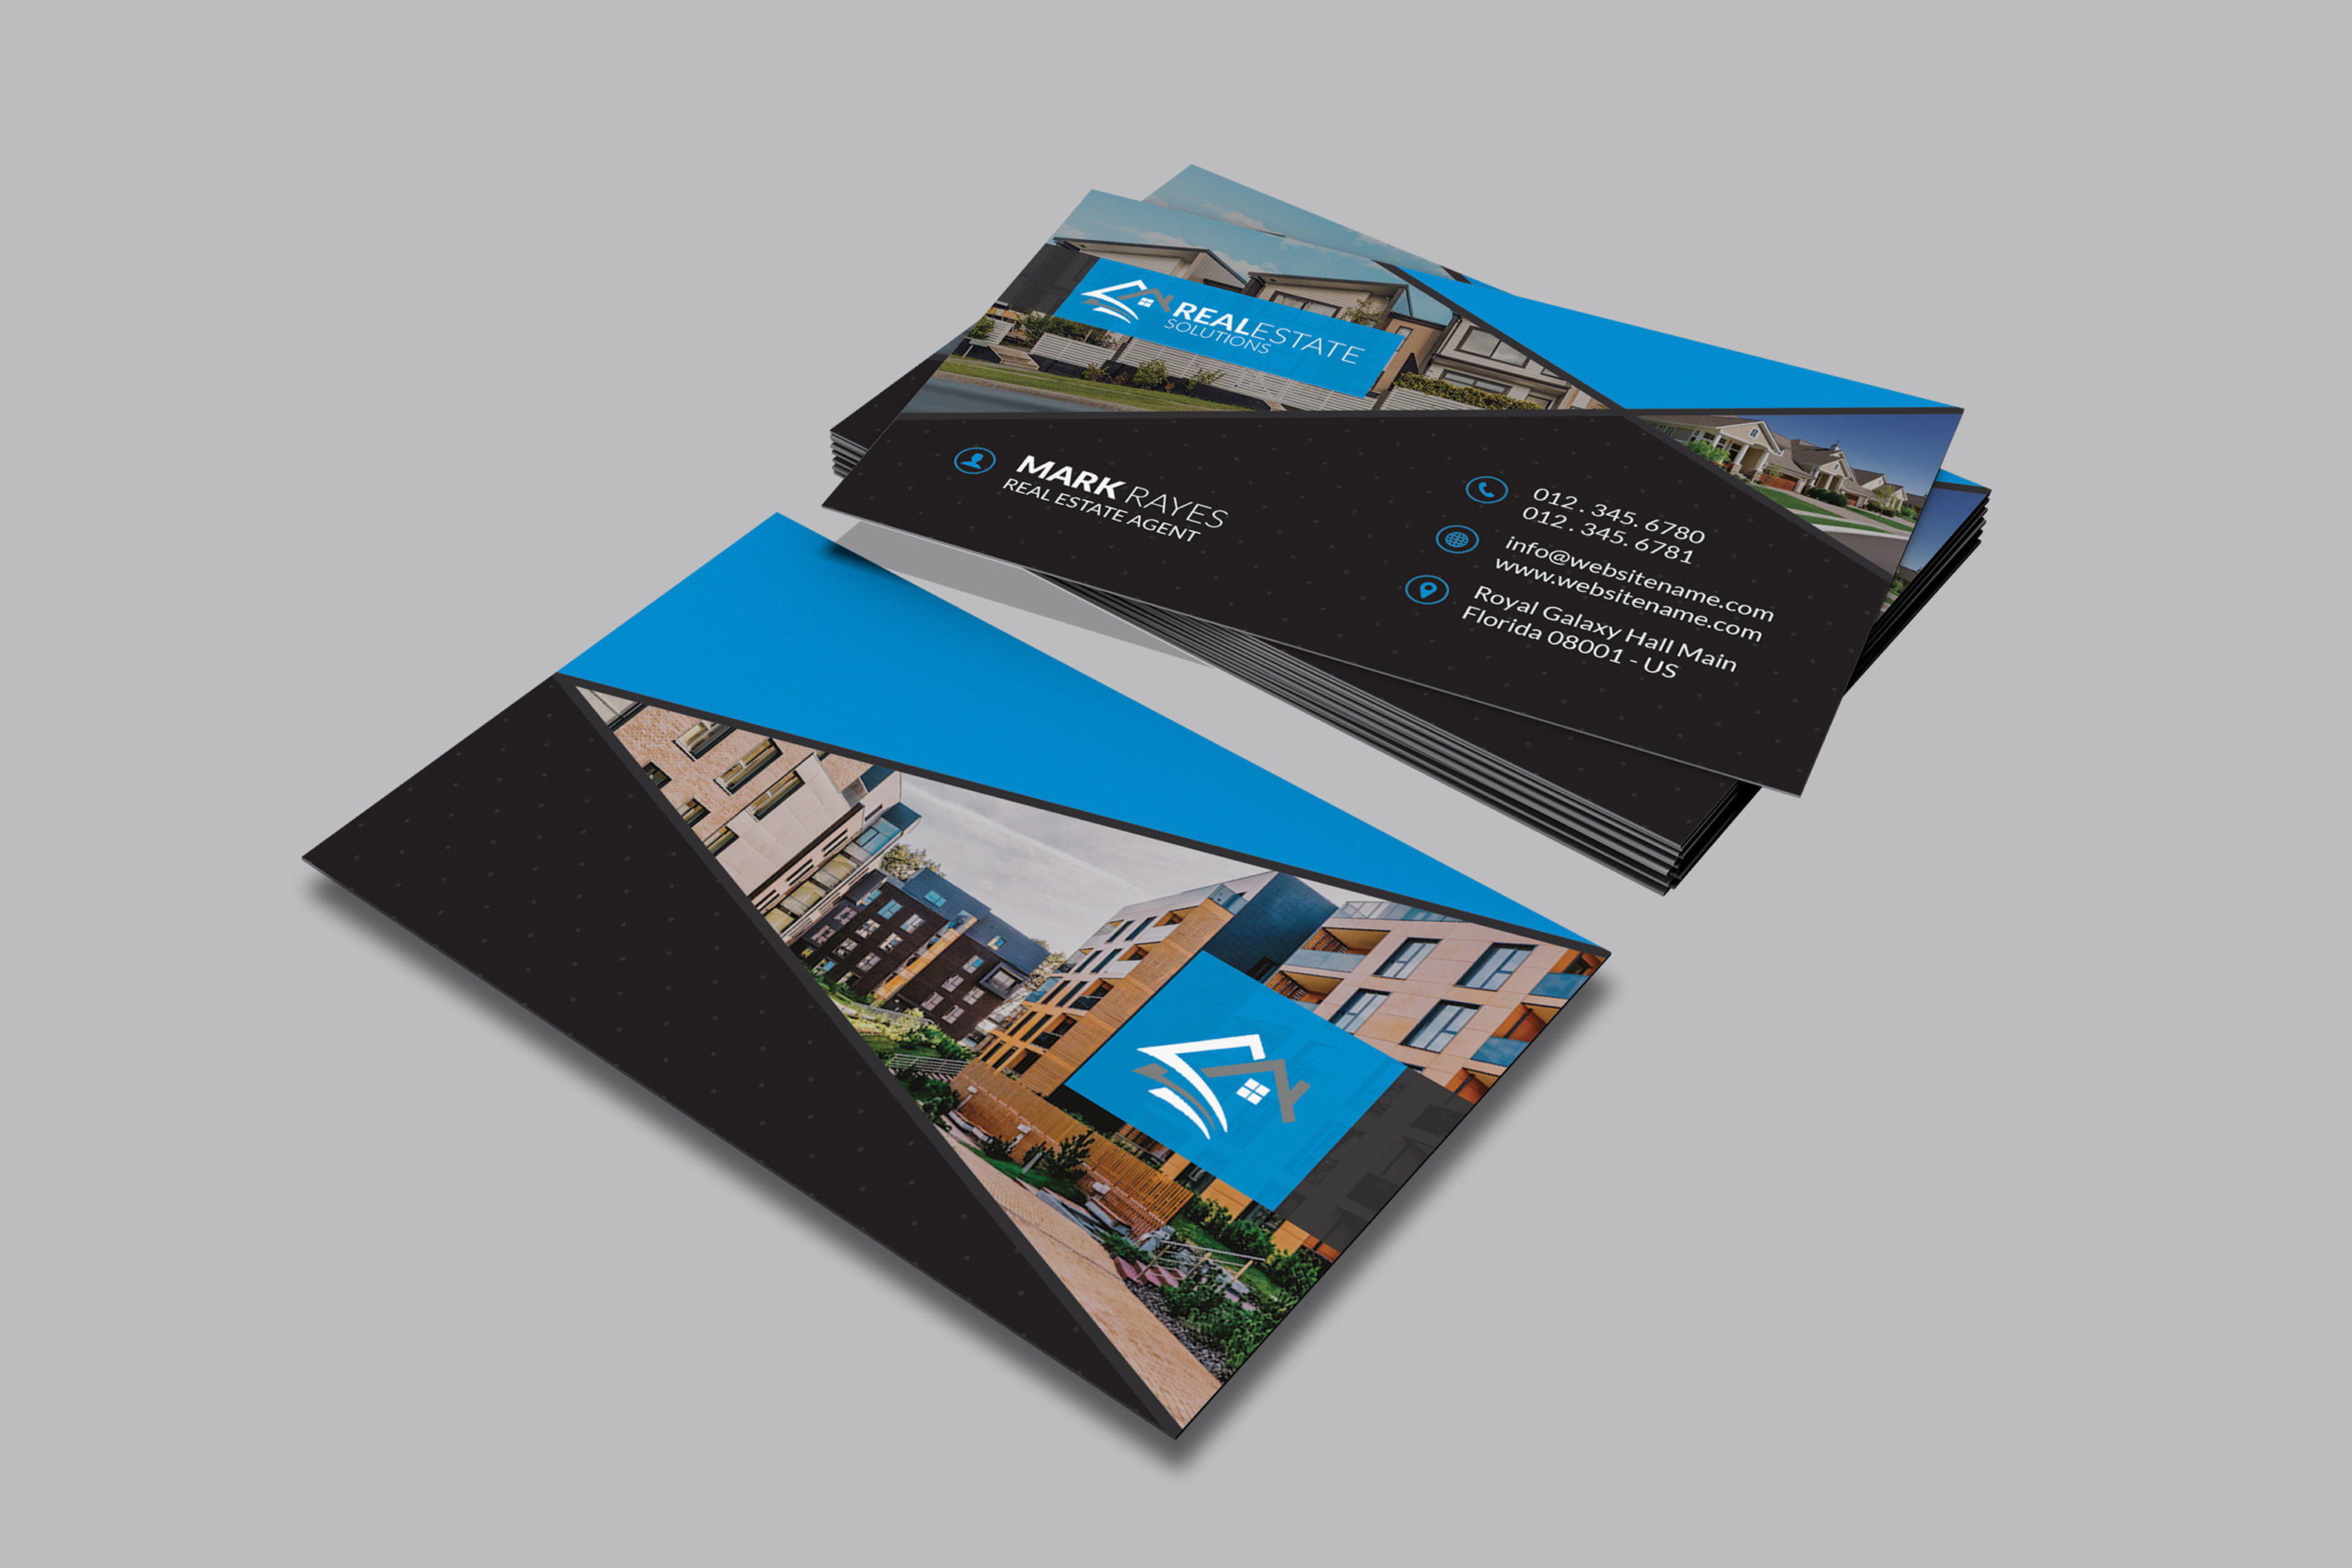 REALESTATE
SOLUTIONS
MARK RAYES
REAL ESTATE AGENT
012 . 345. 6780
012 . 345. 6781
info@websitename.com
www.websitename.com
Royal Galaxy Hall Main
Florida 08001 - US